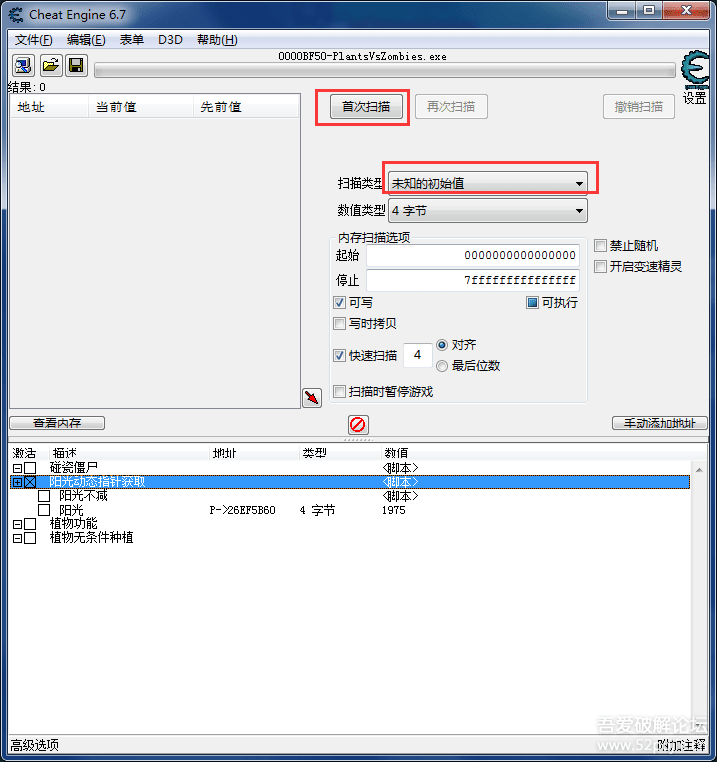 Cheat Engine 6.7
文件(F) 编辑(E) 表单 D3D 帮助(H)
0000BF50-PlantsVsZombies.exe
结果: 0
设置
地址 当前值 先前值
首次扫描 再次扫描 撤销扫描
扫描类型 未知的初始值
数值类型 4 字节
内存扫描选项
起始 0000000000000000
停止 7fffffffffffffff
可写 可执行
写时拷贝
快速扫描 4 对齐
最后位数
扫描时暂停游戏
禁止随机
开启变速精灵
查看内存 手动添加地址
激活 描述 地址 类型 数值
碰瓷僵尸 <脚本>
阳光动态指针获取 <脚本>
阳光不减 <脚本>
阳光 P->26EF5B60 4 字节 1975
植物功能
植物无条件种植
吾爱破解论坛
高级选项 附加注释